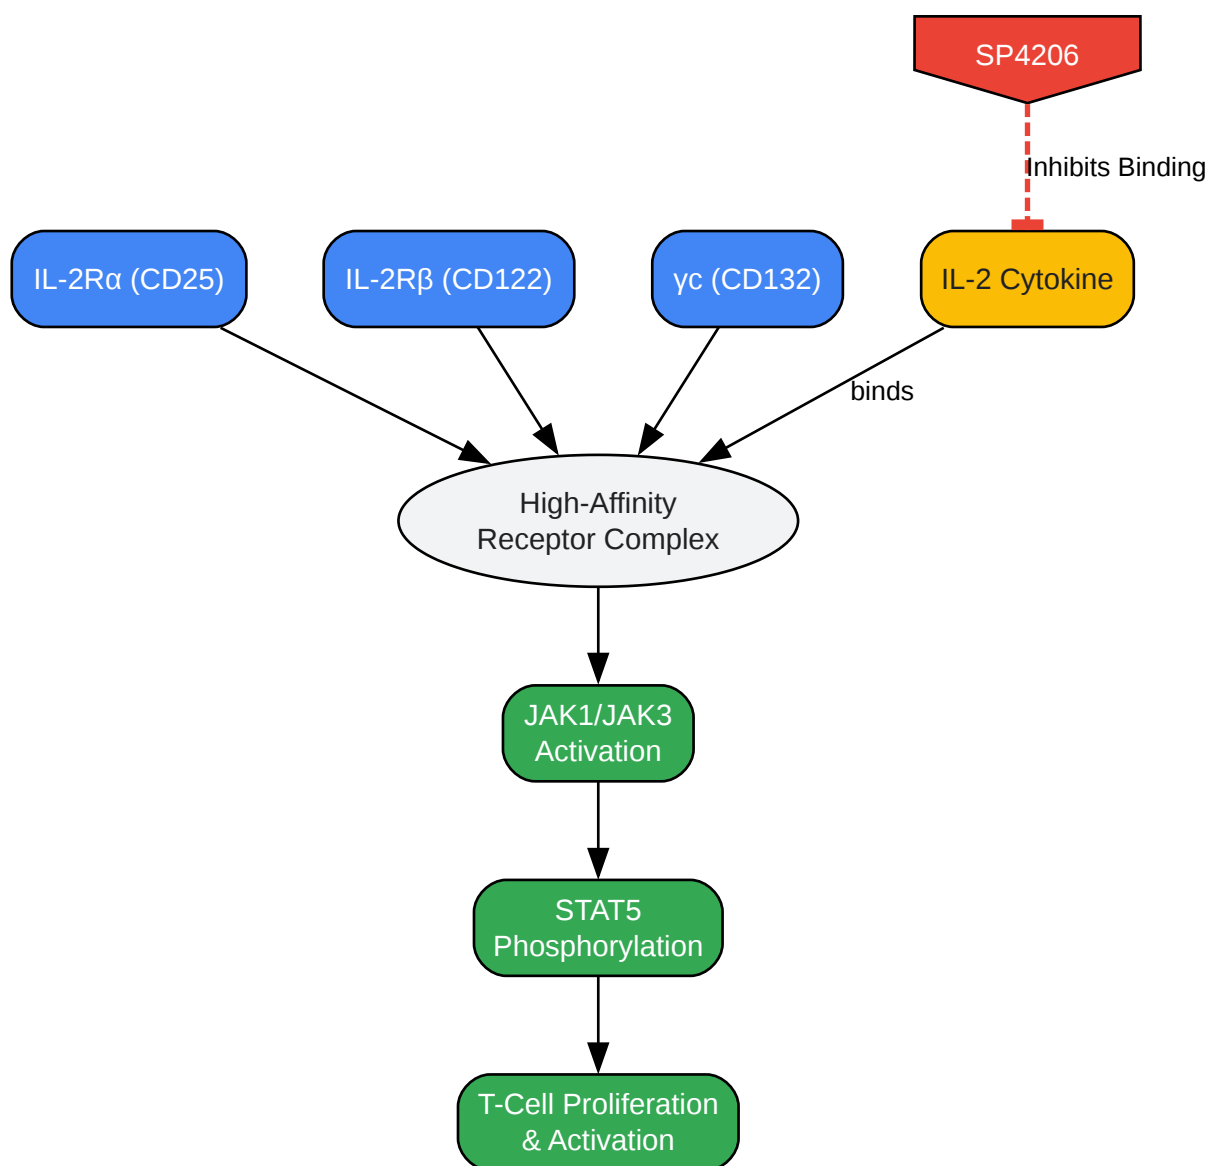 SP4206
Inhibits Binding
IL-2Rα (CD25)
IL-2Rβ (CD122)
γc (CD132)
IL-2 Cytokine
binds
High-Affinity
Receptor Complex
JAK1/JAK3
Activation
STAT5
Phosphorylation
T-Cell Proliferation
& Activation